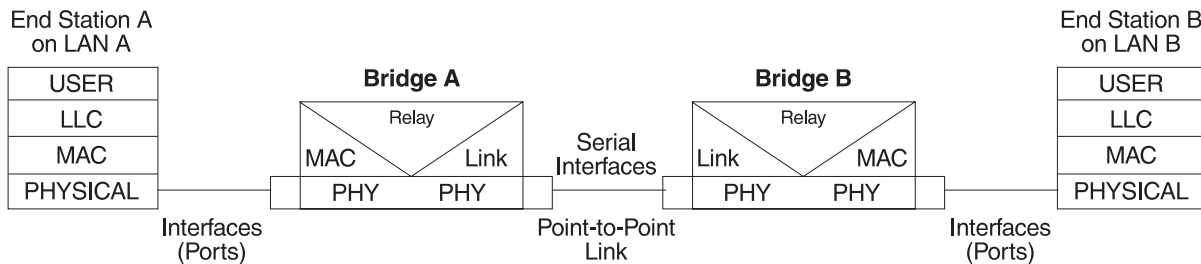 End Station A
on LAN A
USER
LLC
MAC
PHYSICAL
Interfaces
(Ports)
Bridge A
Relay
MAC
Link
PHY
PHY
Serial
Interfaces
Point-to-Point
Link
Bridge B
Relay
Link
MAC
PHY
PHY
Interfaces
(Ports)
End Station B
on LAN B
USER
LLC
MAC
PHYSICAL